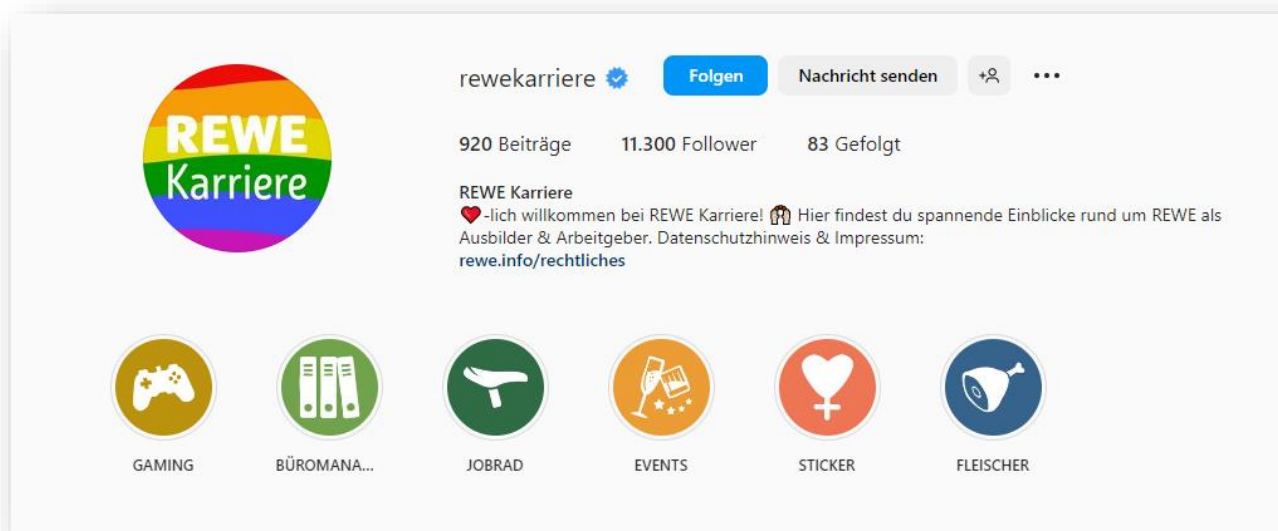 REWE
Karriere
rewekarriere
Folgen
Nachricht senden
920 Beiträge 11.300 Follower 83 Gefolgt
REWE Karriere
-lich willkommen bei REWE Karriere! Hier findest du spannende Einblicke rund um REWE als
Ausbilder & Arbeitgeber. Datenschutzhinweis & Impressum:
rewe.info/rechtliches
GAMING BÜROMANA... JOBRAD EVENTS STICKER FLEISCHER